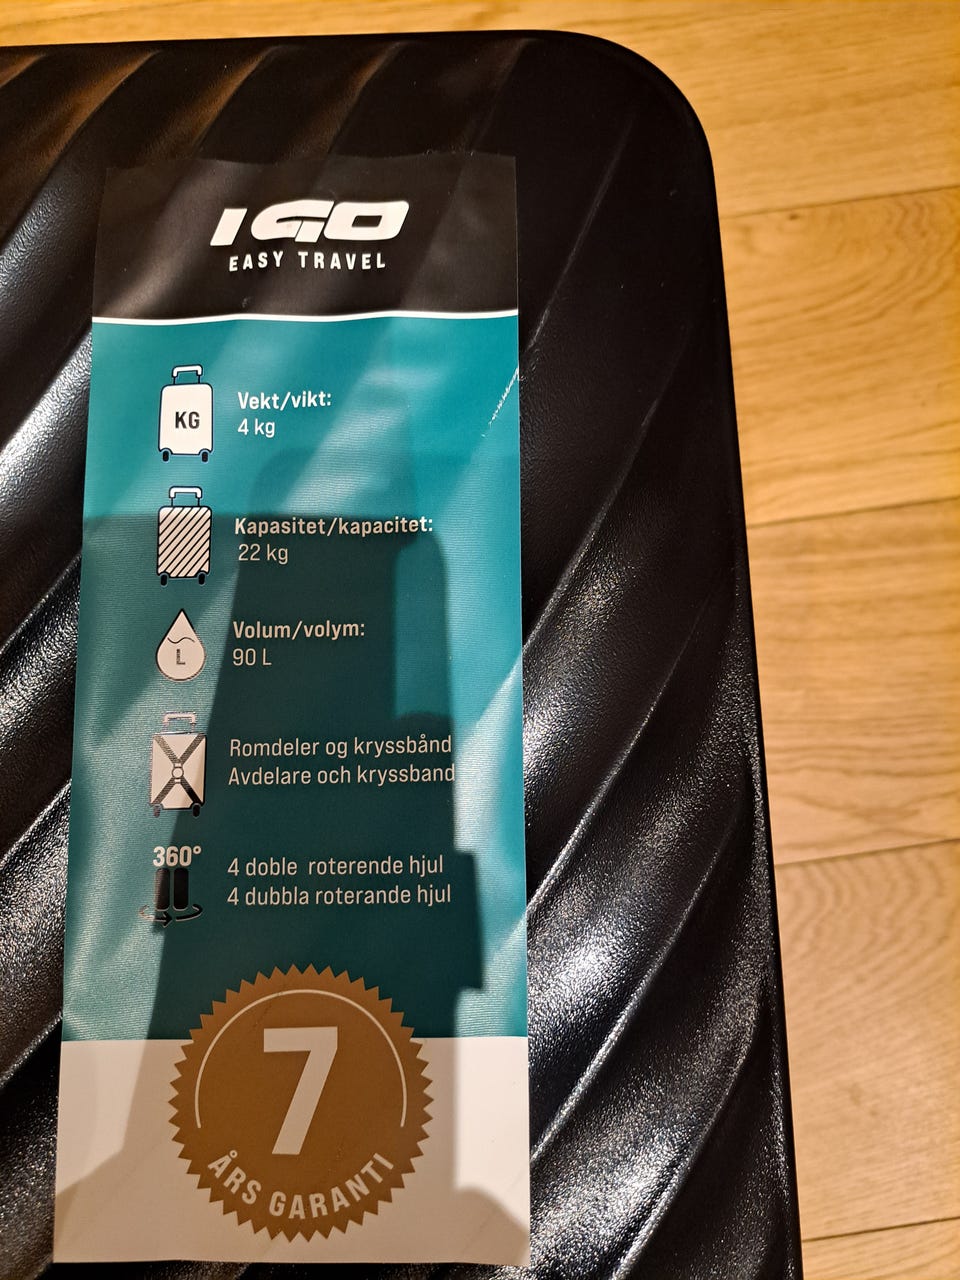 IGO
EASY TRAVEL
KG
Vekt/vikt:
4 kg
Kapasitet/kapacitet:
22 kg
L
Volum/volym:
90 L
Romdeler og kryssbånd
Avdelare och kryssband
360°
4 doble roterende hjul
4 dubbla roterande hjul
7
ÅRS GARANTI